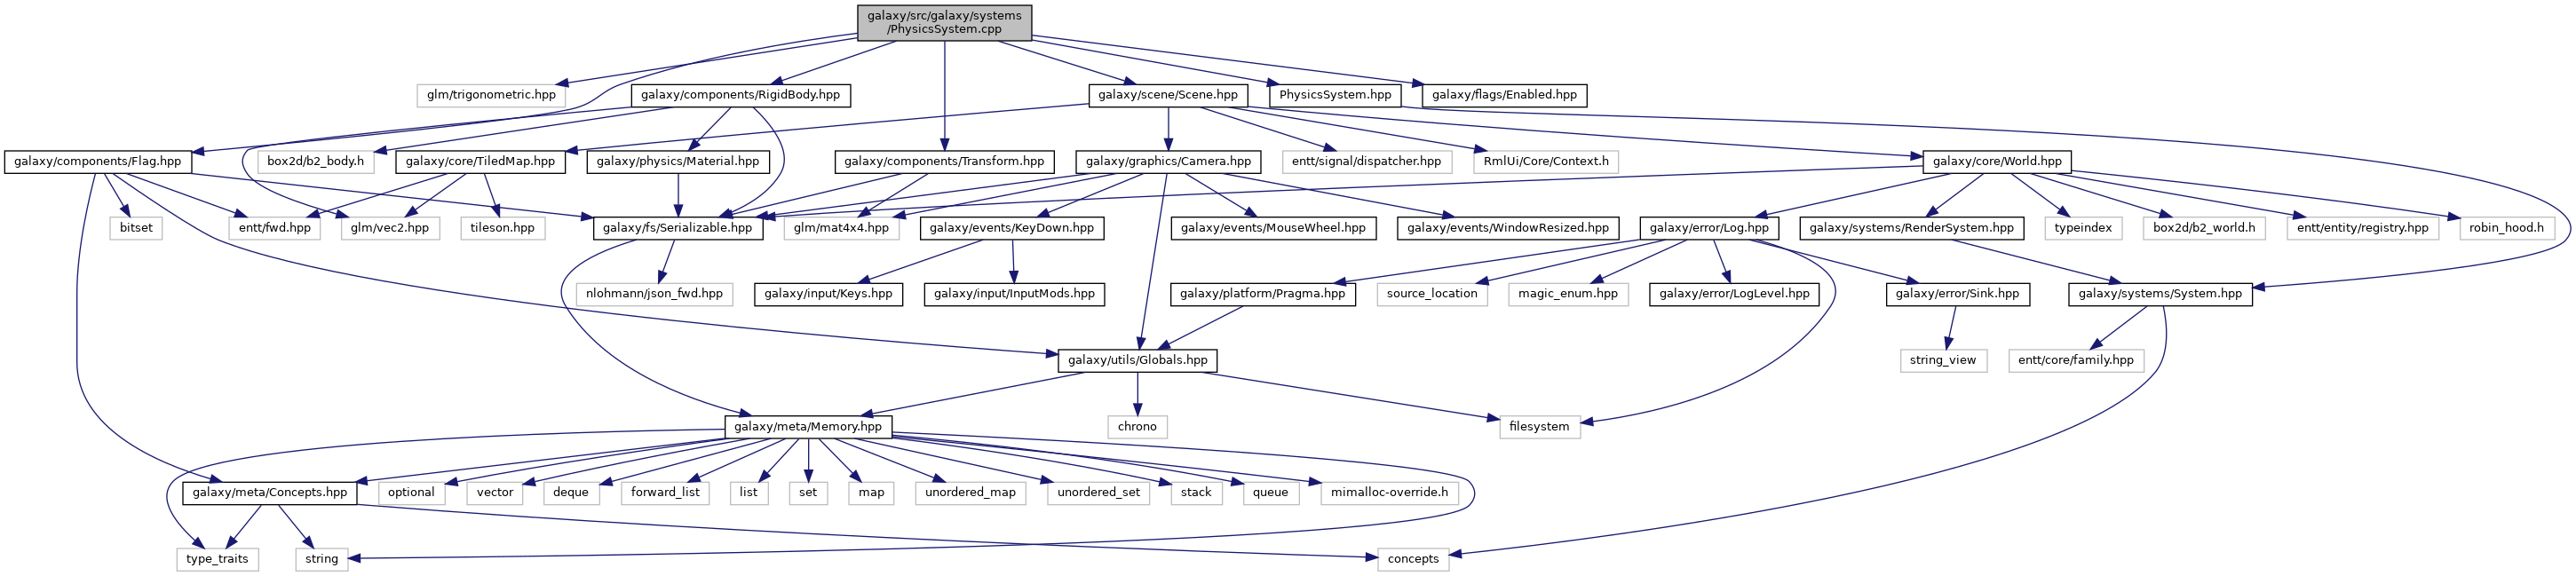 galaxy/src/galaxy/systems
/PhysicsSystem.cpp
glm/trigonometric.hpp
galaxy/components/RigidBody.hpp
galaxy/scene/Scene.hpp
PhysicsSystem.hpp
galaxy/flags/Enabled.hpp
galaxy/components/Flag.hpp
box2d/b2_body.h
galaxy/core/TiledMap.hpp
galaxy/physics/Material.hpp
galaxy/components/Transform.hpp
galaxy/graphics/Camera.hpp
entt/signal/dispatcher.hpp
RmlUi/Core/Context.h
galaxy/core/World.hpp
bitset
entt/fwd.hpp
glm/vec2.hpp
tileson.hpp
galaxy/fs/Serializable.hpp
glm/mat4x4.hpp
galaxy/events/KeyDown.hpp
galaxy/events/MouseWheel.hpp
galaxy/events/WindowResized.hpp
galaxy/error/Log.hpp
galaxy/systems/RenderSystem.hpp
typeindex
box2d/b2_world.h
entt/entity/registry.hpp
robin_hood.h
nlohmann/json_fwd.hpp
galaxy/input/Keys.hpp
galaxy/input/InputMods.hpp
galaxy/platform/Pragma.hpp
source_location
magic_enum.hpp
galaxy/error/LogLevel.hpp
galaxy/error/Sink.hpp
galaxy/systems/System.hpp
galaxy/utils/Globals.hpp
string_view
entt/core/family.hpp
galaxy/meta/Memory.hpp
chrono
filesystem
galaxy/meta/Concepts.hpp
optional
vector
deque
forward_list
list
set
map
unordered_map
unordered_set
stack
queue
mimalloc-override.h
type_traits
string
concepts